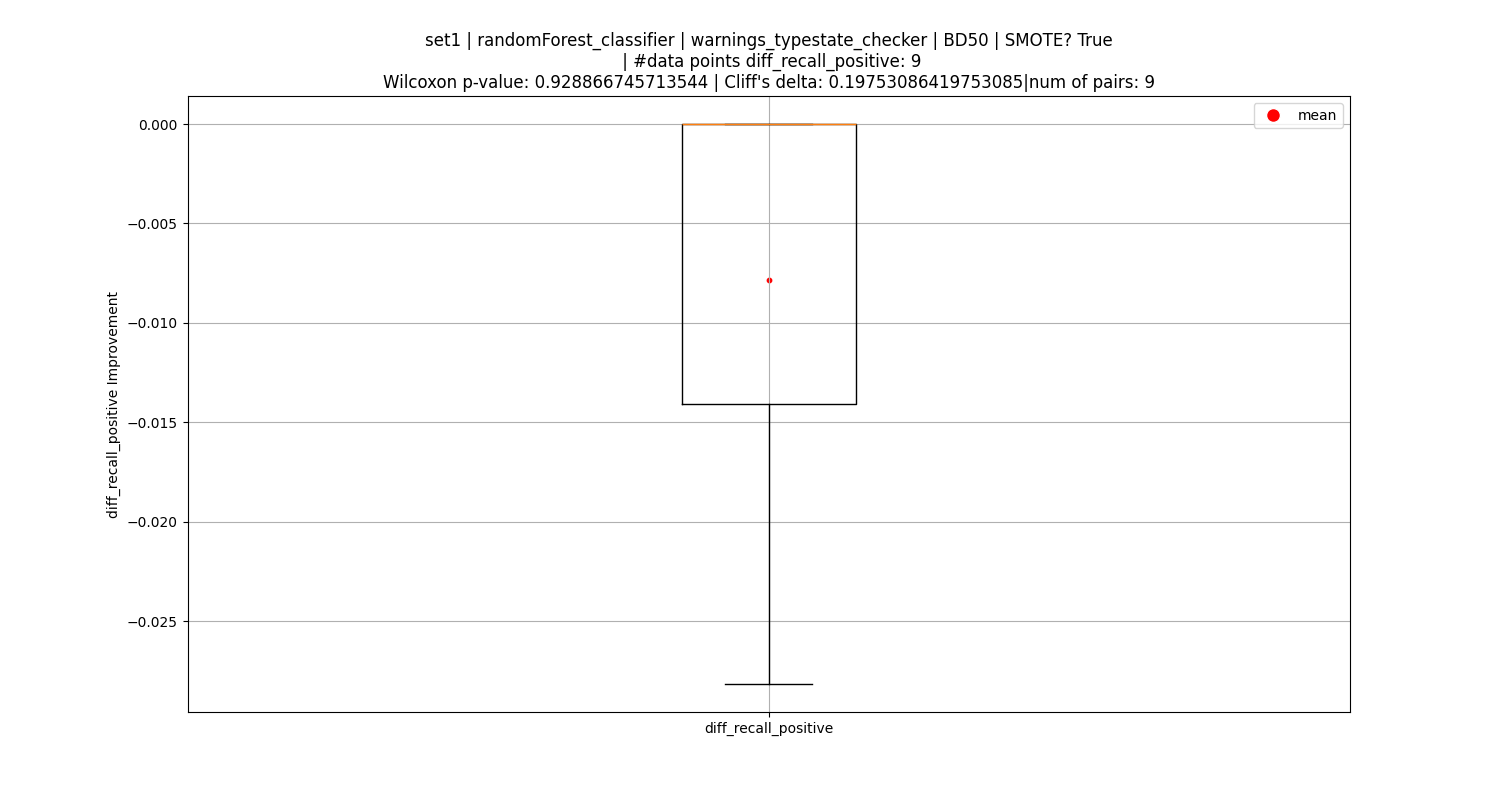 set1 | randomForest_classifier | warnings_typestate_checker | BD50 | SMOTE? True
| #data points diff_recall_positive: 9
Wilcoxon p-value: 0.928866745713544 | Cliff's delta: 0.19753086419753085|num of pairs: 9
mean
0.000
−0.005
−0.010
−0.015
−0.020
−0.025
diff_recall_positive Improvement
diff_recall_positive